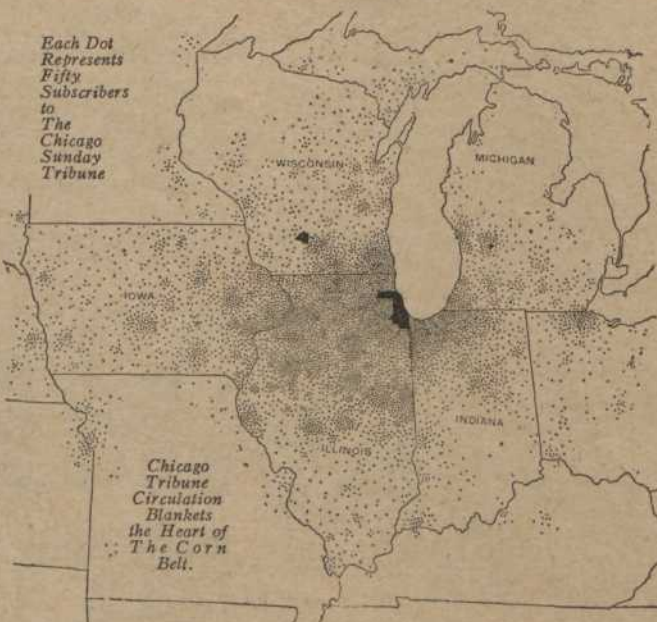 Each Dot
Represents
Fifty
Subscribers
to
The
Chicago
Sunday
Tribune
WISCONSIN
MICHIGAN
IOWA
ILLINOIS
INDIANA
Chicago
Tribune
Circulation
Blankets
the Heart of
The Corn
Belt.